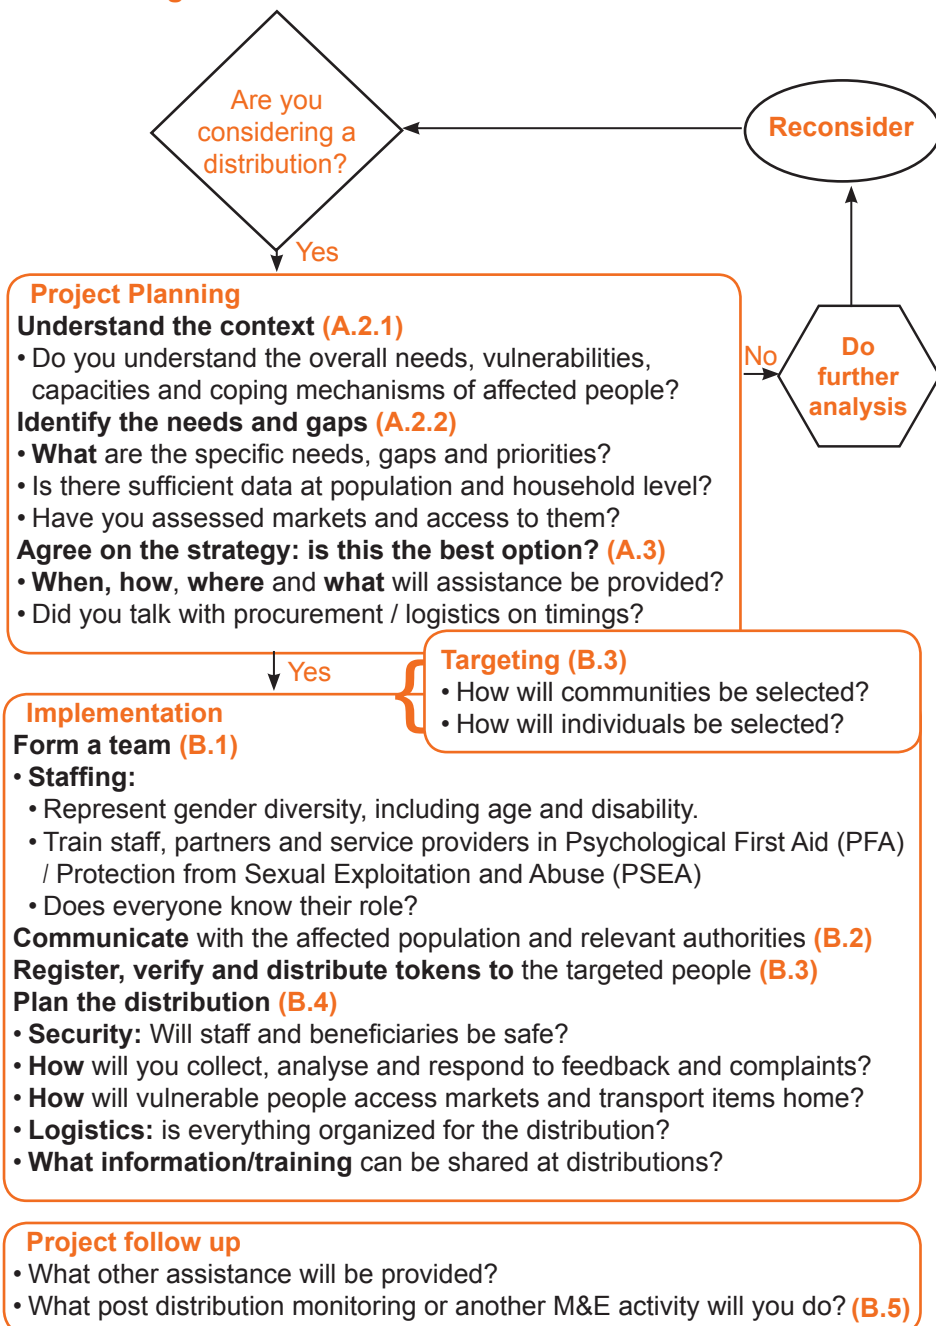 Are you
considering a
distribution?
Reconsider
Yes
Project Planning
Understand the context (A.2.1)
• Do you understand the overall needs, vulnerabilities,
capacities and coping mechanisms of affected people?
Identify the needs and gaps (A.2.2)
• What are the specific needs, gaps and priorities?
• Is there sufficient data at population and household level?
• Have you assessed markets and access to them?
Agree on the strategy: is this the best option? (A.3)
• When, how, where and what will assistance be provided?
• Did you talk with procurement / logistics on timings?
No
Do
further
analysis
Yes
Targeting (B.3)
• How will communities be selected?
• How will individuals be selected?
Implementation
Form a team (B.1)
• Staffing:
• Represent gender diversity, including age and disability.
• Train staff, partners and service providers in Psychological First Aid (PFA)
/ Protection from Sexual Exploitation and Abuse (PSEA)
• Does everyone know their role?
Communicate with the affected population and relevant authorities (B.2)
Register, verify and distribute tokens to the targeted people (B.3)
Plan the distribution (B.4)
• Security: Will staff and beneficiaries be safe?
• How will you collect, analyse and respond to feedback and complaints?
• How will vulnerable people access markets and transport items home?
• Logistics: is everything organized for the distribution?
• What information/training can be shared at distributions?
Project follow up
• What other assistance will be provided?
• What post distribution monitoring or another M&E activity will you do? (B.5)